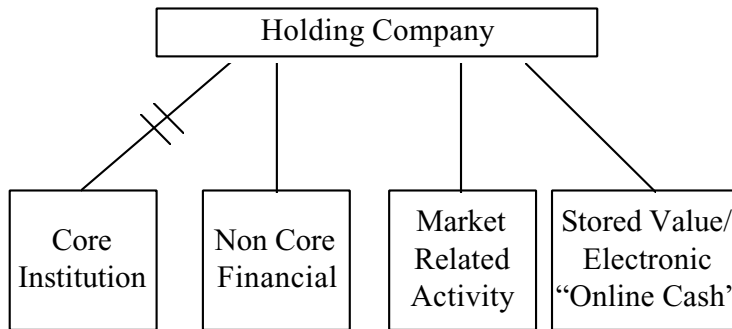 Holding Company
Core
Institution
Non Core
Financial
Market
Related
Activity
Stored Value/
Electronic
“Online Cash”